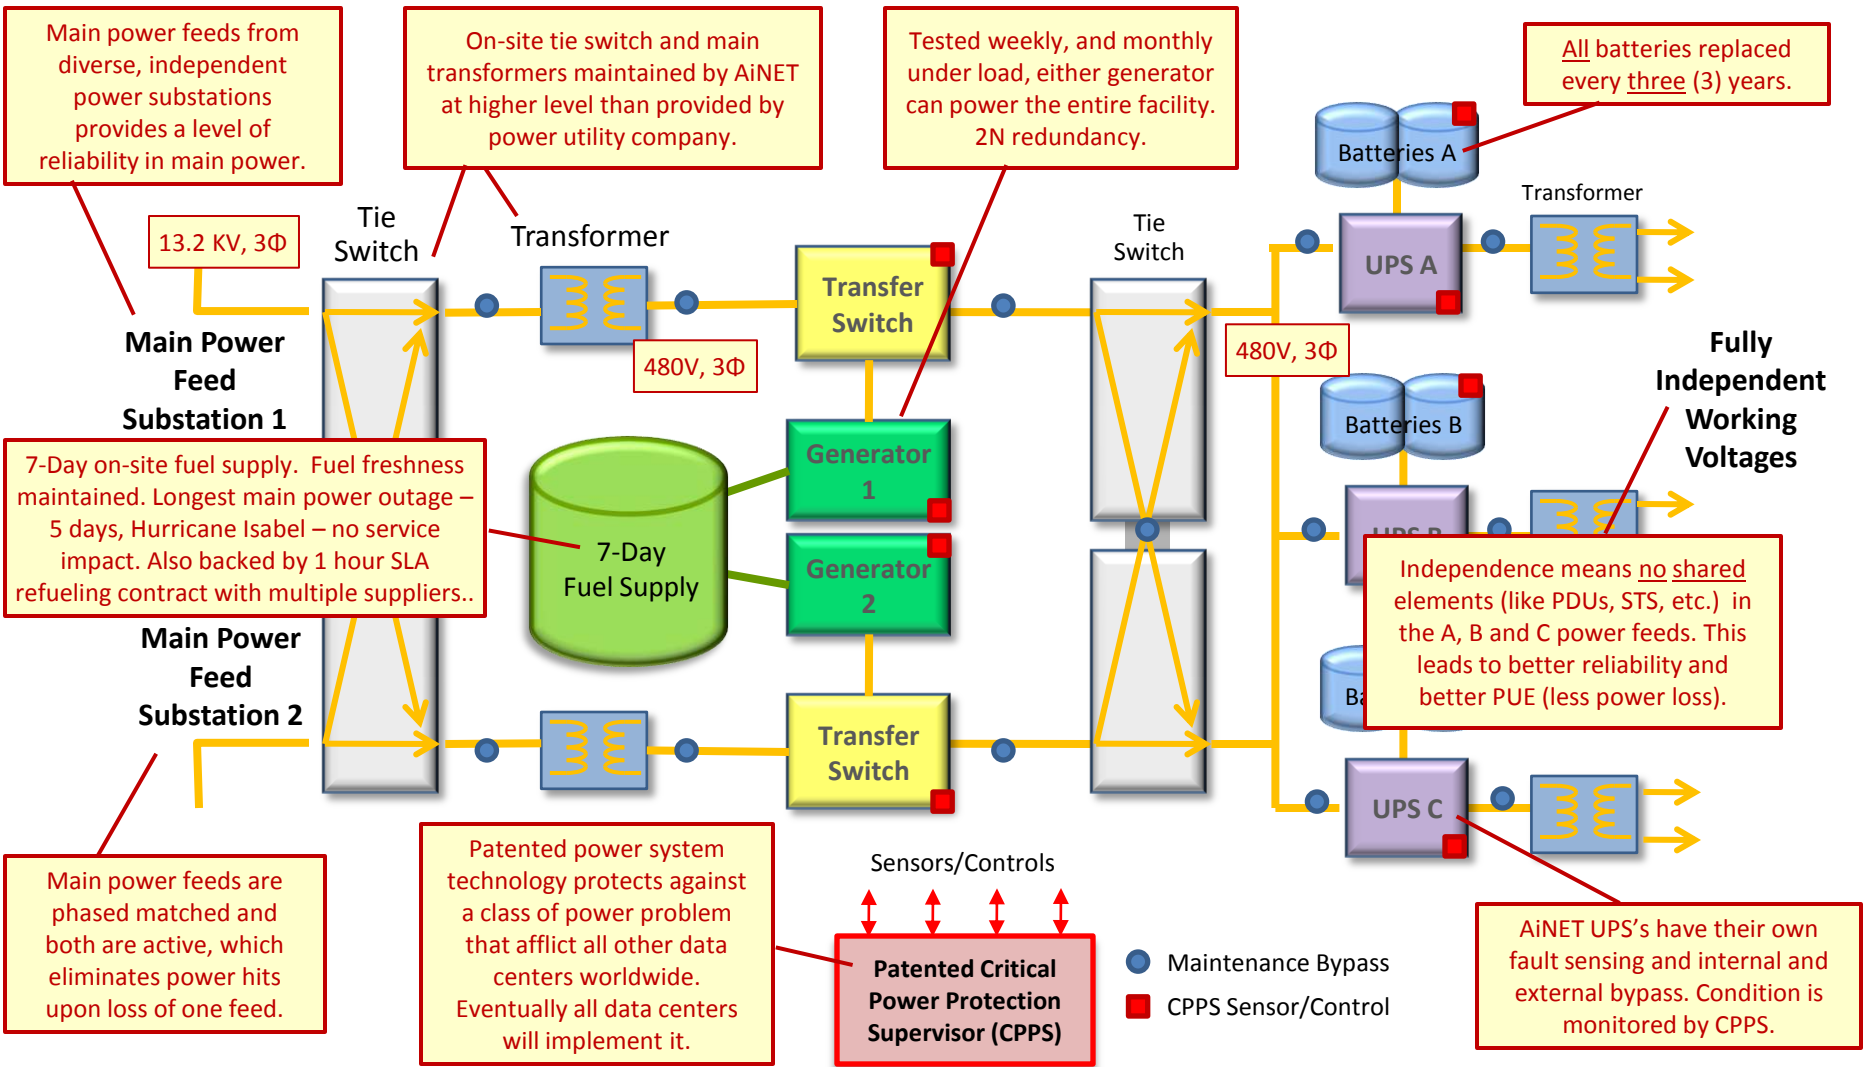 Main power feeds from
diverse, independent
power substations
provides a level of
reliability in main power.
On-site tie switch and main
transformers maintained by AiNET
at higher level than provided by
power utility company.
Tested weekly, and monthly
under load, either generator
can power the entire facility.
2N redundancy.
All batteries replaced
every three (3) years.
Batteries A
13.2 KV, 3Φ
Tie
Switch
Transformer
Tie
Switch
Transformer
Transfer
Switch
UPS A
Main Power
Feed
Substation 1
480V, 3Φ
480V, 3Φ
Fully
Independent
Working
Voltages
Batteries B
7-Day on-site fuel supply.  Fuel freshness
maintained. Longest main power outage –
5 days, Hurricane Isabel – no service
impact. Also backed by 1 hour SLA
refueling contract with multiple suppliers..
7-Day
Fuel Supply
Generator
1
Generator
2
Independence means no shared
elements (like PDUs, STS, etc.)  in
the A, B and C power feeds. This
leads to better reliability and
better PUE (less power loss).
Main Power
Feed
Substation 2
Transfer
Switch
UPS C
Main power feeds are
phased matched and
both are active, which
eliminates power hits
upon loss of one feed.
Patented power system
technology protects against
a class of power problem
that afflict all other data
centers worldwide.
Eventually all data centers
will implement it.
Sensors/Controls
Patented Critical
Power Protection
Supervisor (CPPS)
Maintenance Bypass
CPPS Sensor/Control
AiNET UPS’s have their own
fault sensing and internal and
external bypass. Condition is
monitored by CPPS.